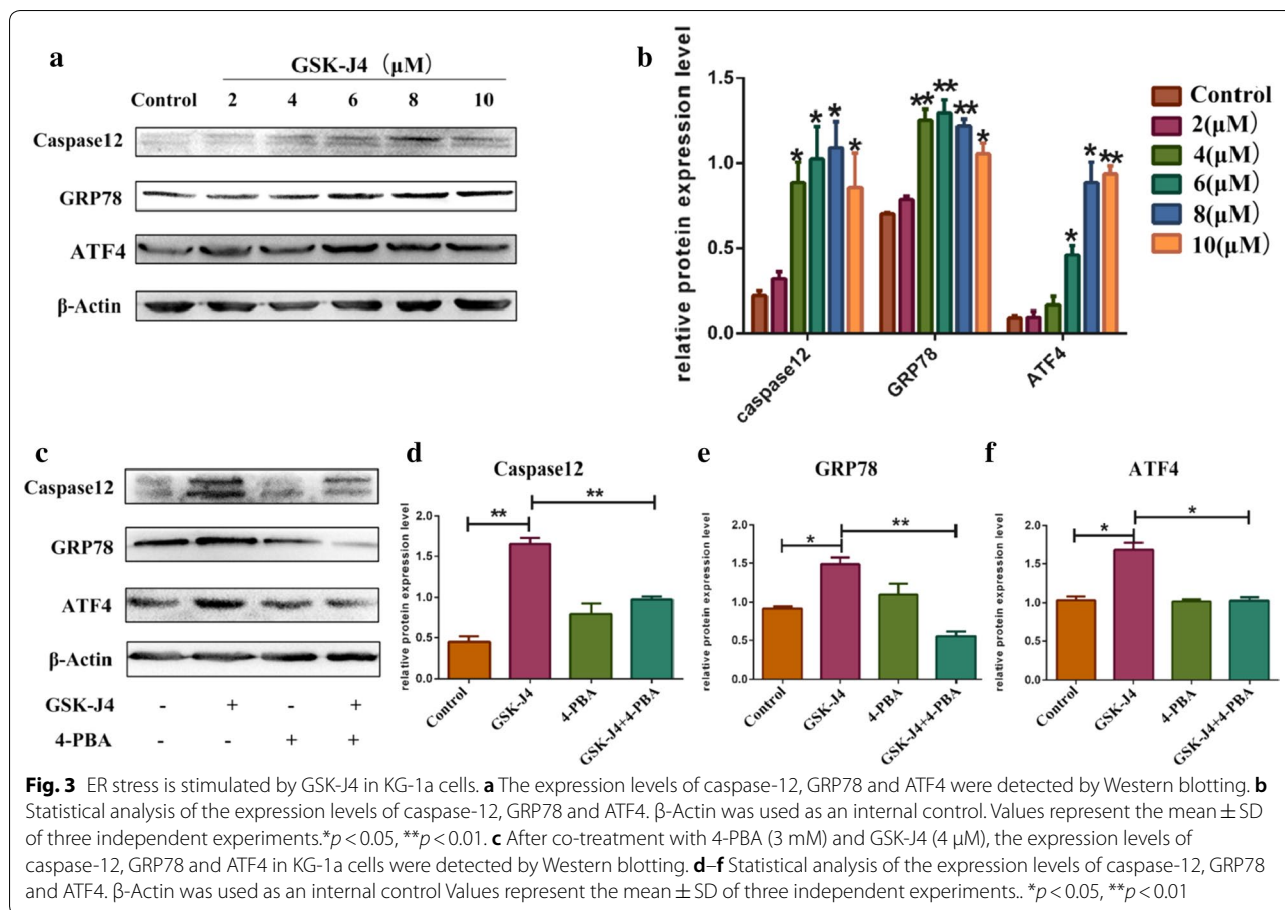 a
GSK-J4 （μM）
Control 2 4 6 8 10
Caspase12
GRP78
ATF4
β-Actin
b
relative protein expression level
1.5
1.0
0.5
0.0
* * * *
** ** ** *
* * **
caspase12
GRP78
ATF4
Control
2(μM)
4(μM)
6(μM)
8(μM)
10(μM)
c
Caspase12
GRP78
ATF4
β-Actin
GSK-J4 - + - +
4-PBA - - + +
d
Caspase12
relative protein expression level
2.0
1.5
1.0
0.5
0.0
**
**
Control
GSK-J4
4-PBA
GSK-J4+4-PBA
e
GRP78
relative protein expression level
2.0
1.5
1.0
0.5
0.0
**
*
Control
GSK-J4
4-PBA
GSK-J4+4-PBA
f
ATF4
relative protein expression level
2.0
1.5
1.0
0.5
0.0
*
*
Control
GSK-J4
4-PBA
GSK-J4+4-PBA
Fig. 3 ER stress is stimulated by GSK-J4 in KG-1a cells. a The expression levels of caspase-12, GRP78 and ATF4 were detected by Western blotting. b
Statistical analysis of the expression levels of caspase-12, GRP78 and ATF4. β-Actin was used as an internal control. Values represent the mean ± SD
of three independent experiments.*p < 0.05, **p < 0.01. c After co-treatment with 4-PBA (3 mM) and GSK-J4 (4 μM), the expression levels of
caspase-12, GRP78 and ATF4 in KG-1a cells were detected by Western blotting. d–f Statistical analysis of the expression levels of caspase-12, GRP78
and ATF4. β-Actin was used as an internal control Values represent the mean ± SD of three independent experiments.. *p < 0.05, **p < 0.01